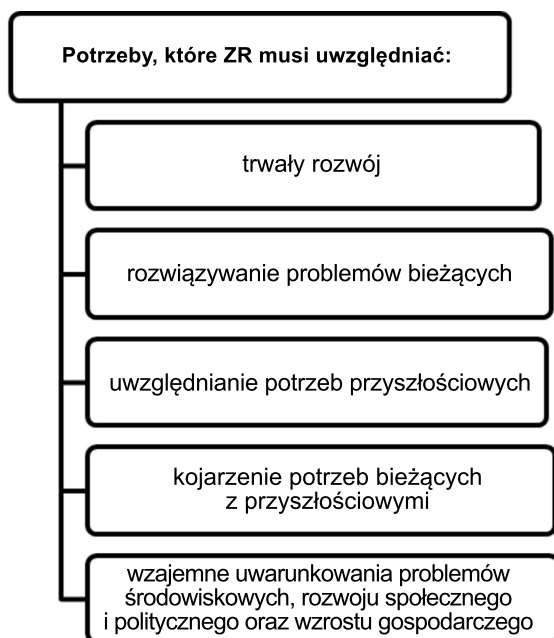 Potrzeby, które ZR musi uwzględniać:
trwały rozwój
rozwiązywanie problemów bieżących
uwzględnianie potrzeb przyszłościowych
kojarzenie potrzeb bieżących
z przyszłościowymi
wzajemne uwarunkowania problemów
środowiskowych, rozwoju społecznego
i politycznego oraz wzrostu gospodarczego